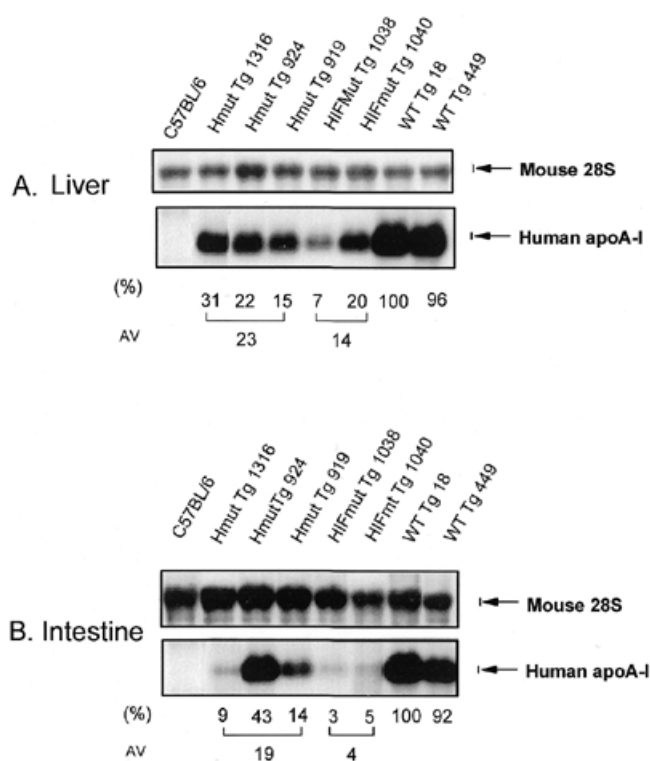 C57BL/6
Hmut Tg 1316
Hmut Tg 924
Hmut Tg 919
HIFMut Tg 1038
HIFmut Tg 1040
WT Tg 18
WT Tg 449
A. Liver
Mouse 28S
Human apoA-I
(%) 31 22 15 7 20 100 96
AV 23 14
C57BL/6
Hmut Tg 1316
HmutTg 924
Hmut Tg 919
HIFmut Tg 1038
HIFmt Tg 1040
WT Tg 18
WT Tg 449
B. Intestine
Mouse 28S
Human apoA-I
(%) 9 43 14 3 5 100 92
AV 19 4